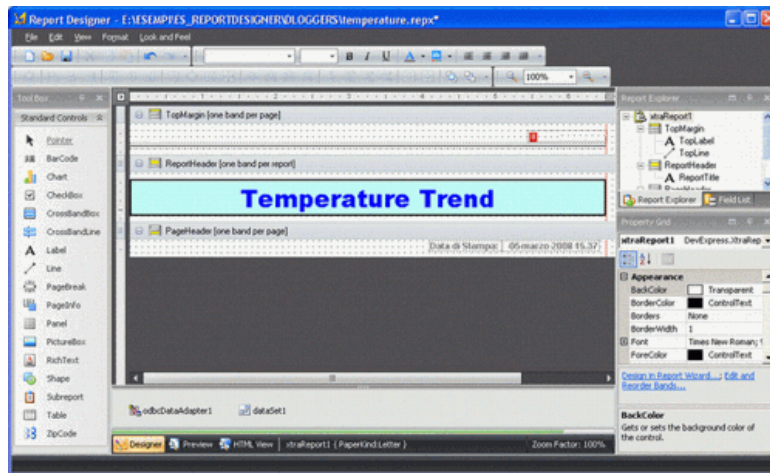 Report Designer - E:\ESEMPI\ES_REPORTDESIGNER\DLOGGERS\temperature.repx*
File Edit View Format Look and Feel
B I U A
100%
Tool Box
Standard Controls
Pointer
BarCode
Chart
CheckBox
CrossBandBox
CrossBandLine
Label
Line
PageBreak
PageInfo
Panel
PictureBox
RichText
Shape
Subreport
Table
ZipCode
TopMargin [one band per page]
ReportHeader [one band per report]
Temperature Trend
PageHeader [one band per page]
Data di Stampa: 05 marzo 2008 15.37
odbcDataAdapter1 dataSet1
Designer Preview HTML View xtraReport1 { PaperKind:Letter } Zoom Factor: 100%
Report Explorer
xtraReport1
TopMargin
TopLabel
TopLine
ReportHeader
ReportTitle
Report Explorer Field List
Property Grid
xtraReport1 DevExpress.XtraRep
Appearance
BackColor Transparent
BorderColor ControlText
Borders None
BorderWidth 1
Font Times New Roman;
ForeColor ControlText
Design in Report Wizard...; Edit and
Reorder Bands...
BackColor
Gets or sets the background color of
the control.